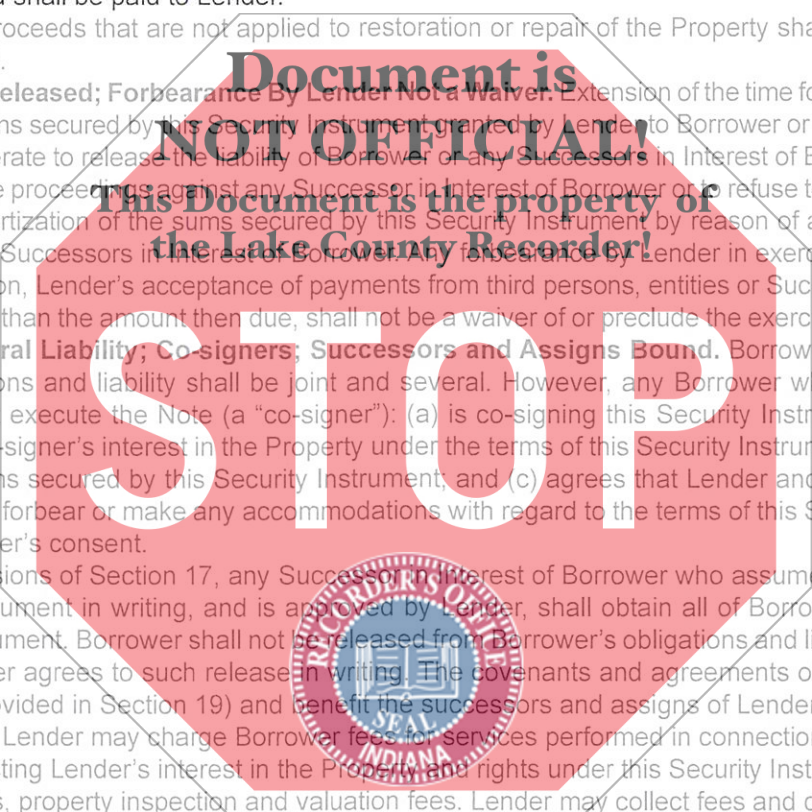 d shall be paid to Lender.
roceeds that are not applied to restoration or repair of the Property sha
.
Document is
eleased; Forbearance By Lender Not a Waiver. Extension of the time fo
ns secured by this Security Instrument granted by Lender to Borrower or
NOT OFFICIAL!
erate to release the liability of Borrower or any Successors in Interest of B
e proceedings against any Successor in Interest of Borrower or to refuse t
This Document is the property of
rtization of the sums secured by this Security Instrument by reason of a
the Lake County Recorder!
Successors in Interest of Borrower. Any forbearance by Lender in exerc
on, Lender’s acceptance of payments from third persons, entities or Suc
than the amount then due, shall not be a waiver of or preclude the exerc
STOP
ral Liability; Co-signers; Successors and Assigns Bound. Borrow
ons and liability shall be joint and several. However, any Borrower w
execute the Note (a “co-signer”): (a) is co-signing this Security Inst
-signer’s interest in the Property under the terms of this Security Instrum
ns secured by this Security Instrument; and (c) agrees that Lender and
forbear or make any accommodations with regard to the terms of this S
er’s consent.
sions of Section 17, any Successor in Interest of Borrower who assum
ument in writing, and is approved by Lender, shall obtain all of Borro
ument. Borrower shall not be released from Borrower’s obligations and l
er agrees to such release in writing. The covenants and agreements o
ovided in Section 19) and benefit the successors and assigns of Lender
Lender may charge Borrower fees for services performed in connectio
ting Lender’s interest in the Property and rights under this Security Inst
, property inspection and valuation fees. Lender may collect fees and c
RECORDER'S OFFICE
SEAL
INDIANA